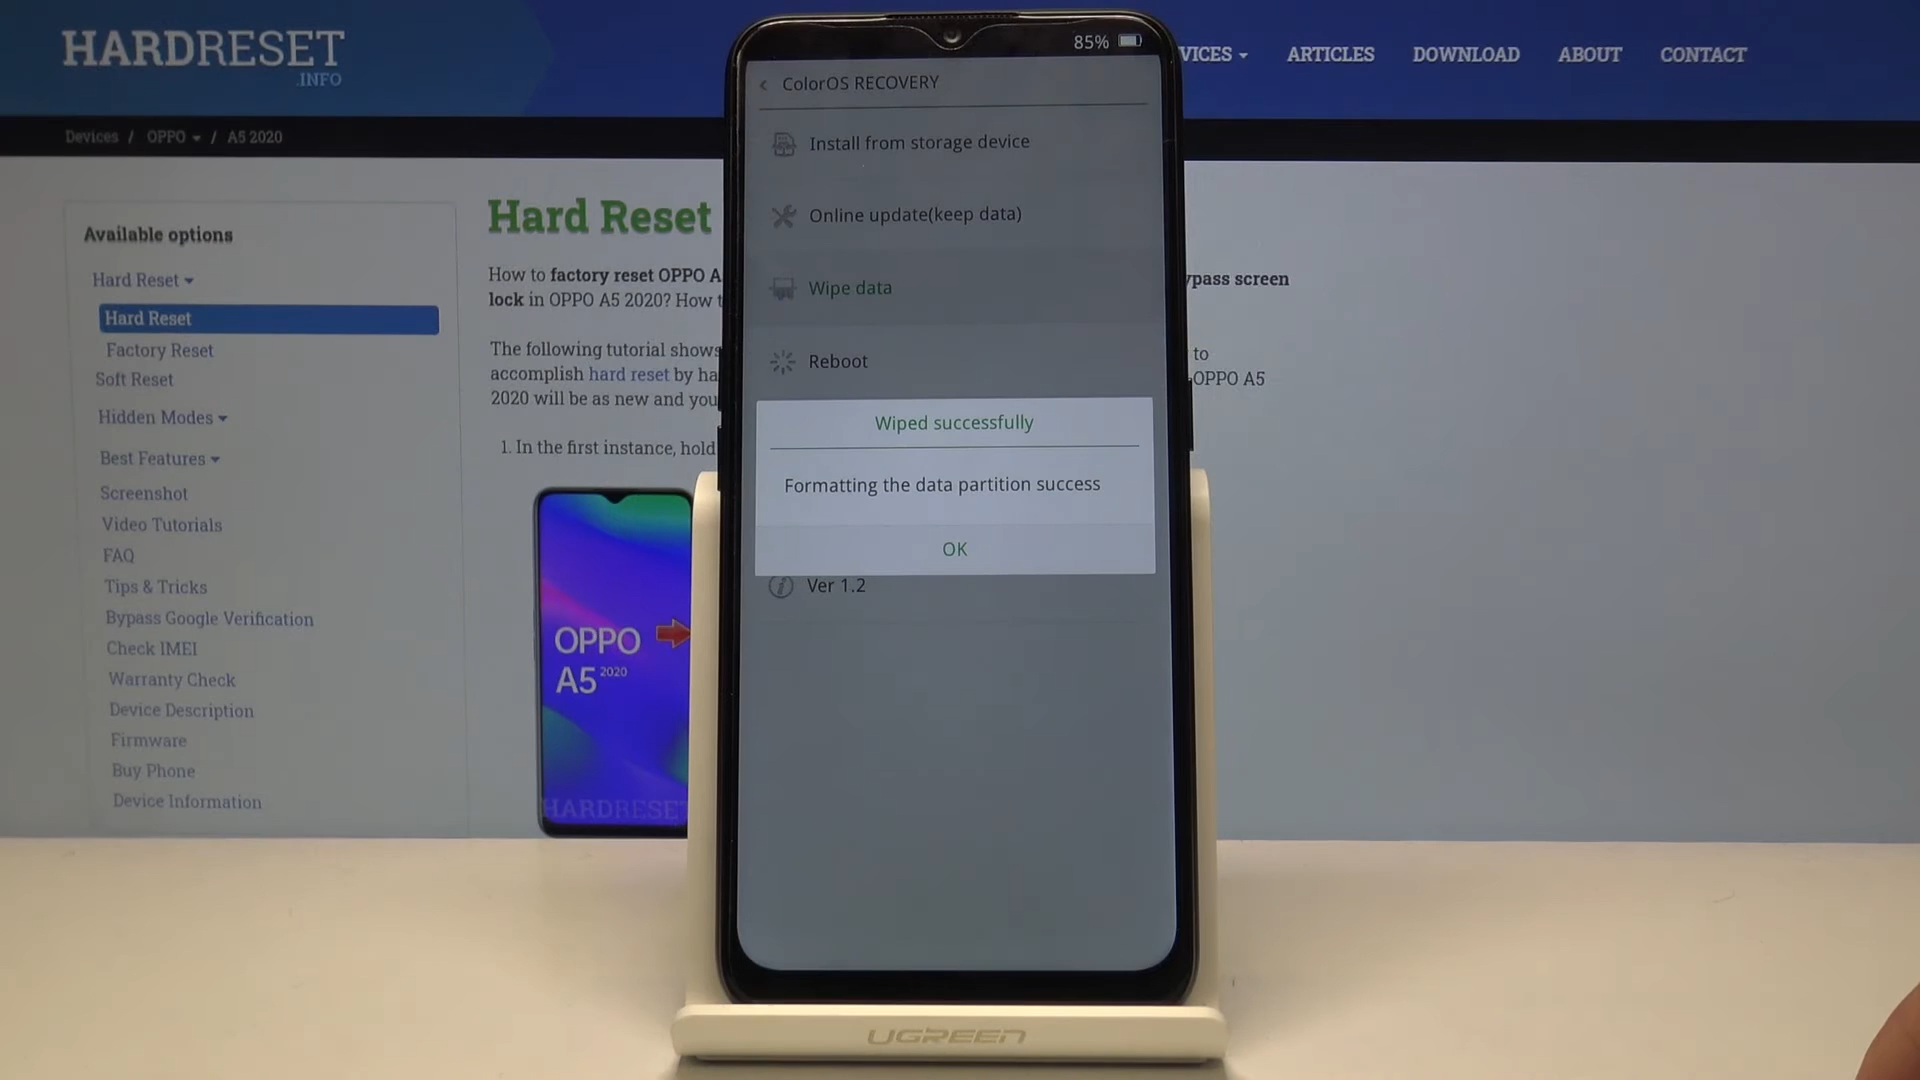 HARDRESET
.INFO
VICES
ARTICLES
DOWNLOAD
ABOUT
CONTACT
Devices / OPPO / A5 2020
Available options
Hard Reset
Hard Reset
Factory Reset
Soft Reset
Hidden Modes
Best Features
Screenshot
Video Tutorials
FAQ
Tips & Tricks
Bypass Google Verification
Check IMEI
Warranty Check
Device Description
Firmware
Buy Phone
Device Information
Hard Reset
How to factory reset OPPO A
lock in OPPO A5 2020? How t
ypass screen
The following tutorial shows
accomplish hard reset by ha
2020 will be as new and you
to
OPPO A5
1. In the first instance, hold
OPPO
A5 2020
HARDRESET
85%
ColorOS RECOVERY
Install from storage device
Online update(keep data)
Wipe data
Reboot
Wiped successfully
Formatting the data partition success
OK
Ver 1.2
UGREEN